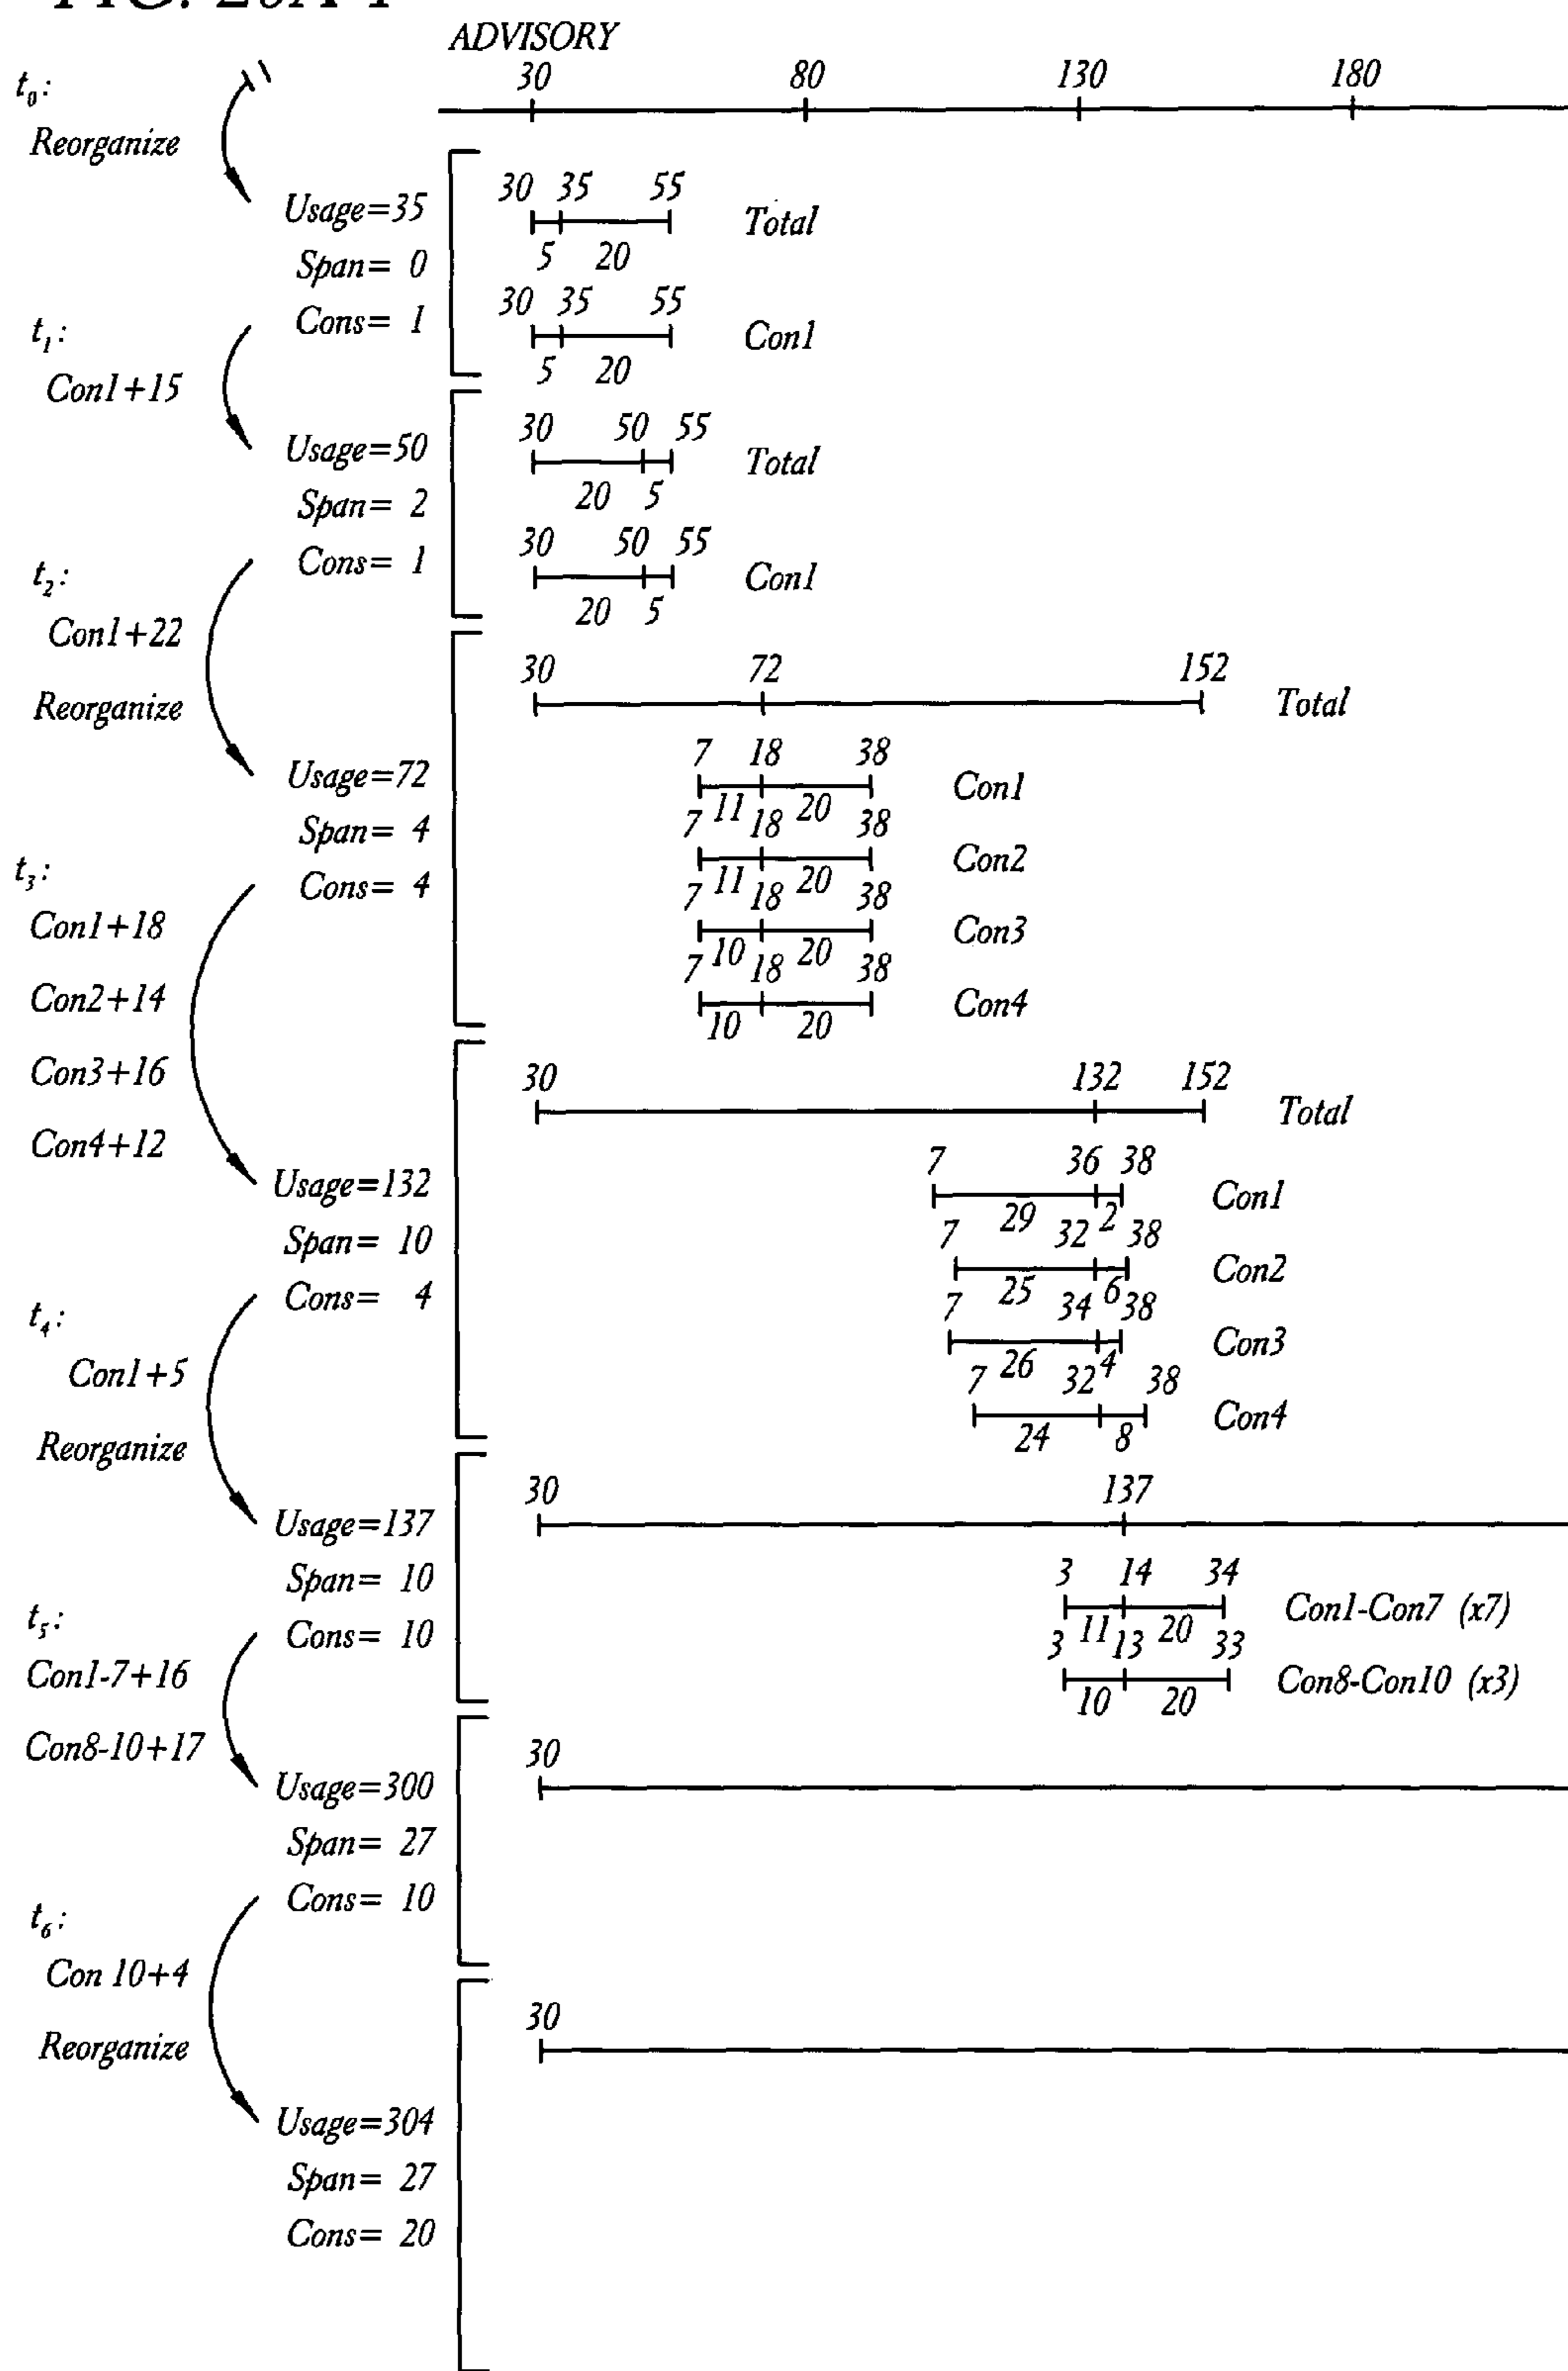 FIG. 20A-1
ADVISORY
30 80 130 180
t0:
Reorganize
Usage=35
Span= 0
Cons= 1
30 35 55
Total
5 20
30 35 55
Con1
5 20
t1:
Con1+15
Usage=50
Span= 2
Cons= 1
30 50 55
Total
20 5
30 50 55
Con1
20 5
t2:
Con1+22
Reorganize
Usage=72
Span= 4
Cons= 4
30 72 152
Total
7 18 38
Con1
11 20
7 18 38
Con2
11 20
7 18 38
Con3
10 20
7 18 38
Con4
10 20
t3:
Con1+18
Con2+14
Con3+16
Con4+12
Usage=132
Span= 10
Cons= 4
30 132 152
Total
7 36 38
Con1
29 2
7 32 38
Con2
25 6
7 34 38
Con3
26 4
7 32 38
Con4
24 8
t4:
Con1+5
Reorganize
Usage=137
Span= 10
Cons= 10
30 137
3 14 34
Con1-Con7 (x7)
11 20
3 13 33
Con8-Con10 (x3)
10 20
t5:
Con1-7+16
Con8-10+17
Usage=300
Span= 27
Cons= 10
30
t6:
Con 10+4
Reorganize
Usage=304
Span= 27
Cons= 20
30